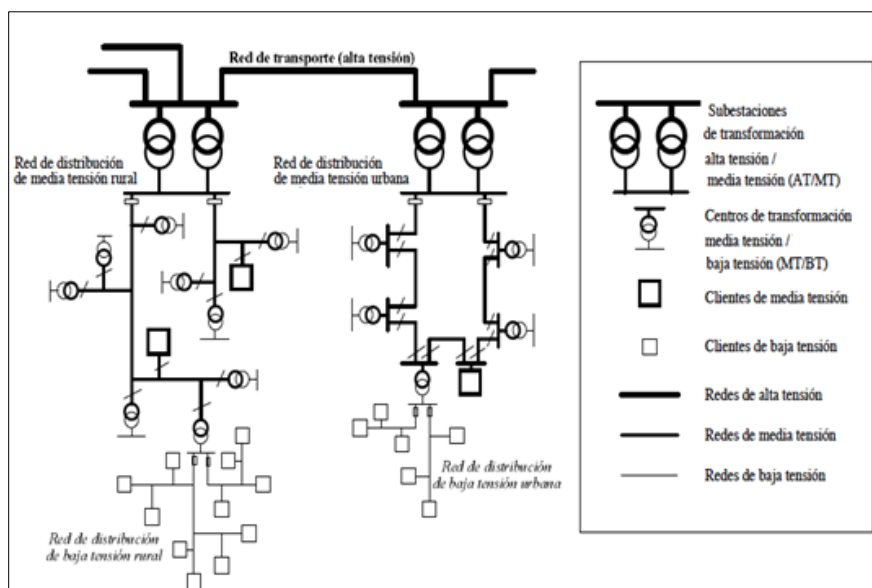 Red de transporte (alta tensión)
Red de distribución
de media tensión rural
Red de distribución
de media tensión urbana
Red de distribución
de baja tensión urbana
Red de distribución
de baja tensión rural
Subestaciones
de transformación
alta tensión /
media tensión (AT/MT)
Centros de transformación
media tensión /
baja tensión (MT/BT)
Clientes de media tensión
Clientes de baja tensión
Redes de alta tensión
Redes de media tensión
Redes de baja tensión